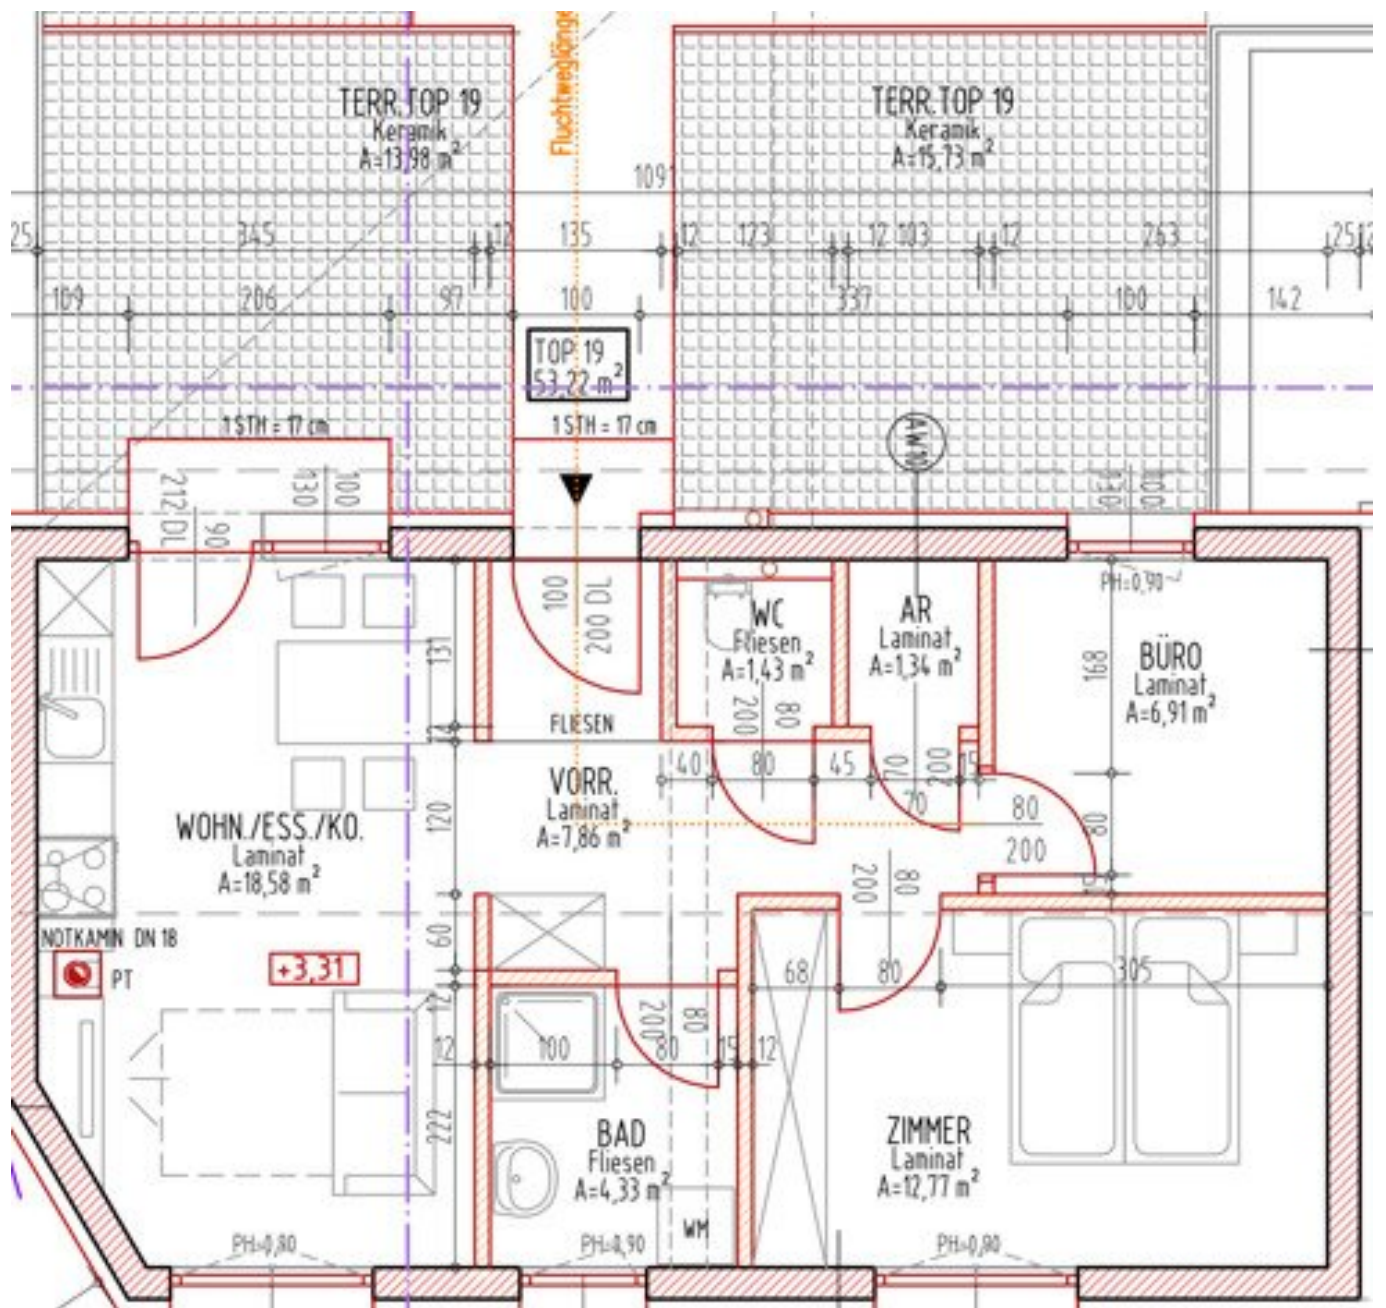 Fluchtweglänge
TERR.TOP 19
Keramik
A=13,98 m²
TERR.TOP 19
Keramik
A=15,73 m²
1091
25
345
12
135
12
123
12
103
12
263
25
12
109
206
97
100
337
100
142
TOP 19
53,22 m²
1 STH = 17 cm
1 STH = 17 cm
AW10
212 DL
90
130
100
130
100
PH=0,90
100
200 DL
WC
Fliesen
A=1,43 m²
AR
Laminat
A=1,34 m²
BÜRO
Laminat
A=6,91 m²
131
168
200
80
FLIESEN
14
40
80
45
70
200
15
70
80
200
80
15
VORR.
Laminat
A=7,86 m²
WOHN./ESS./KO.
Laminat
A=18,58 m²
120
200
80
NOTKAMIN DN 18
PT
+3,31
60
12
68
80
305
200
80
12
100
80
15
12
222
BAD
Fliesen
A=4,33 m²
ZIMMER
Laminat
A=12,77 m²
WM
PH=0,80
PH=0,90
PH=0,80